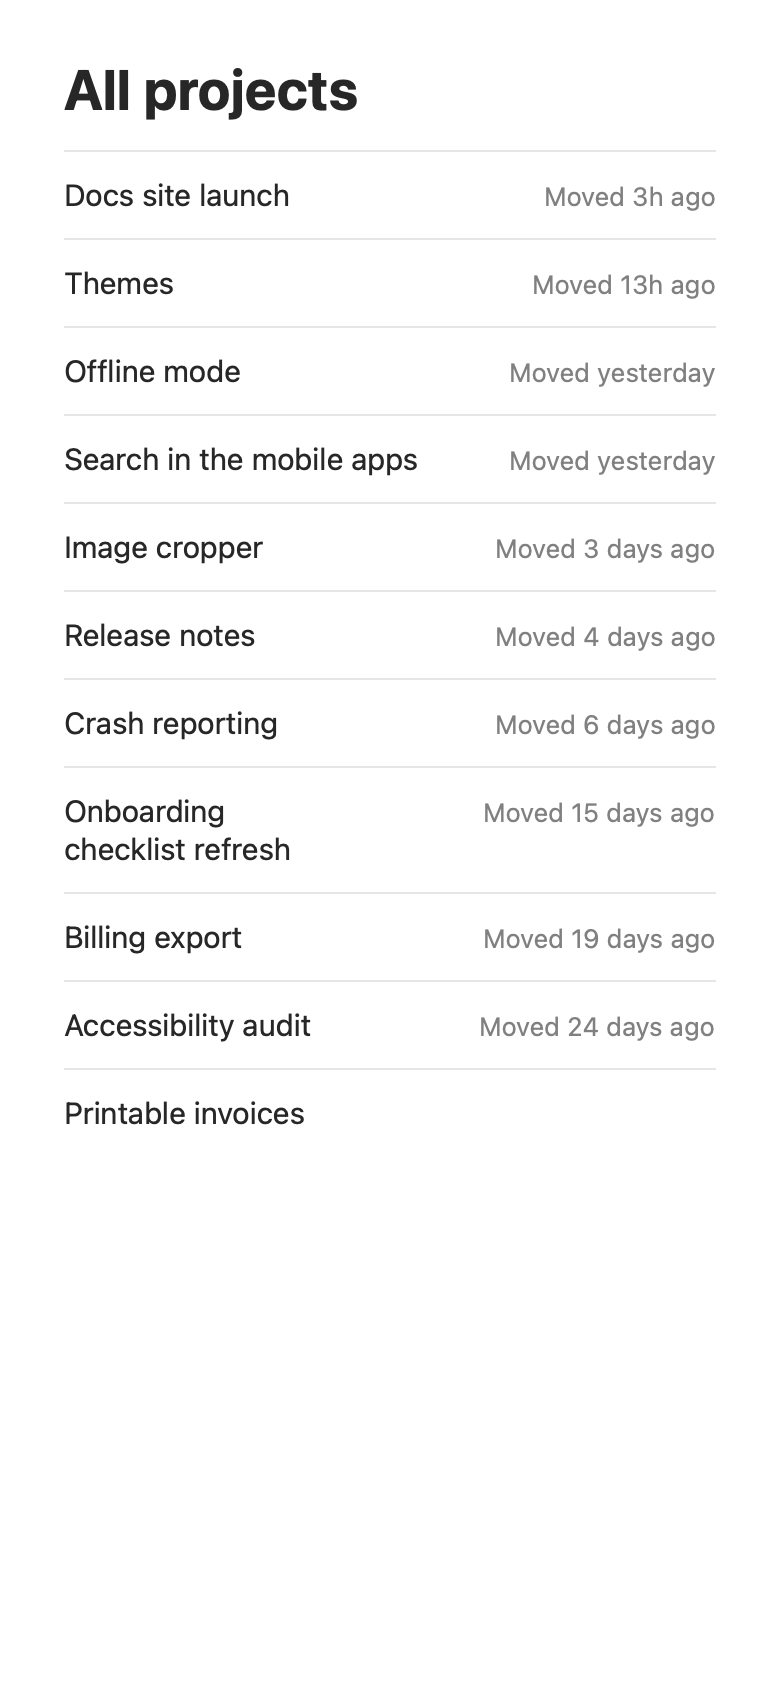 All projects
Docs site launch Moved 3h ago
Themes Moved 13h ago
Offline mode Moved yesterday
Search in the mobile apps Moved yesterday
Image cropper Moved 3 days ago
Release notes Moved 4 days ago
Crash reporting Moved 6 days ago
Onboarding Moved 15 days ago
checklist refresh
Billing export Moved 19 days ago
Accessibility audit Moved 24 days ago
Printable invoices